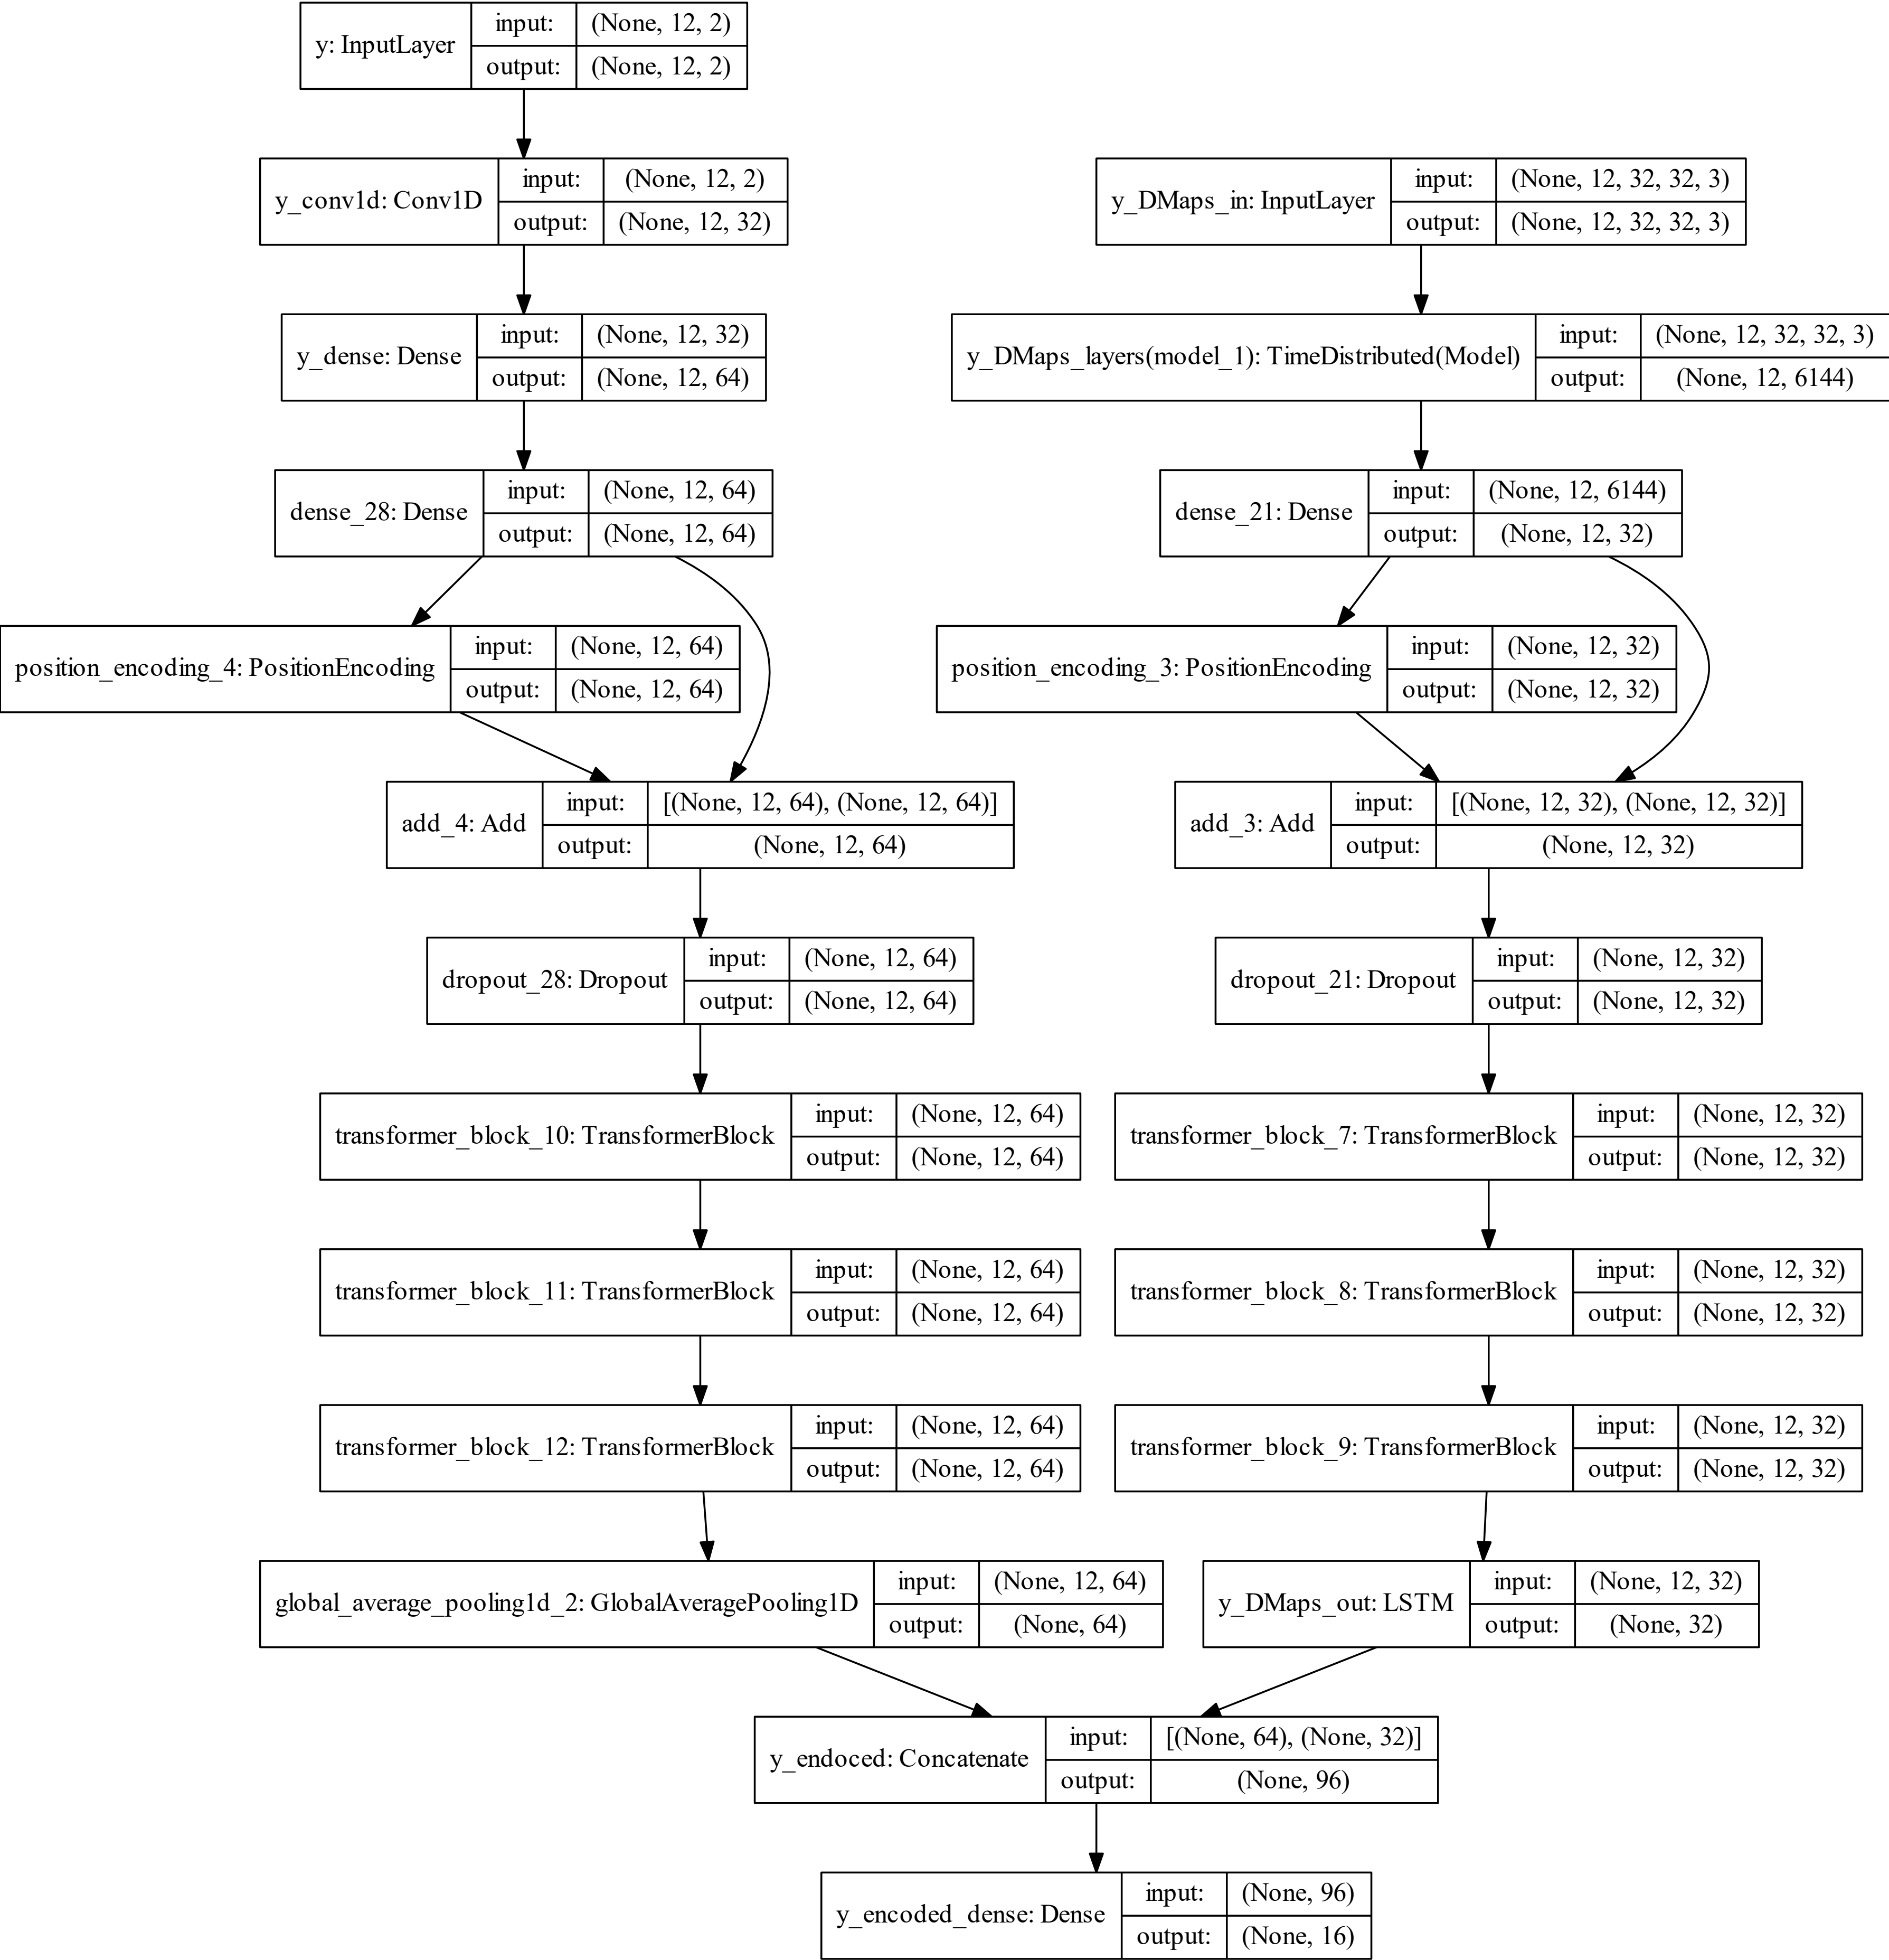 y: InputLayer
input: (None, 12, 2)
output: (None, 12, 2)
y_conv1d: Conv1D
input: (None, 12, 2)
output: (None, 12, 32)
y_DMaps_in: InputLayer
input: (None, 12, 32, 32, 3)
output: (None, 12, 32, 32, 3)
y_dense: Dense
input: (None, 12, 32)
output: (None, 12, 64)
y_DMaps_layers(model_1): TimeDistributed(Model)
input: (None, 12, 32, 32, 3)
output: (None, 12, 6144)
dense_28: Dense
input: (None, 12, 64)
output: (None, 12, 64)
dense_21: Dense
input: (None, 12, 6144)
output: (None, 12, 32)
position_encoding_4: PositionEncoding
input: (None, 12, 64)
output: (None, 12, 64)
position_encoding_3: PositionEncoding
input: (None, 12, 32)
output: (None, 12, 32)
add_4: Add
input: [(None, 12, 64), (None, 12, 64)]
output: (None, 12, 64)
add_3: Add
input: [(None, 12, 32), (None, 12, 32)]
output: (None, 12, 32)
dropout_28: Dropout
input: (None, 12, 64)
output: (None, 12, 64)
dropout_21: Dropout
input: (None, 12, 32)
output: (None, 12, 32)
transformer_block_10: TransformerBlock
input: (None, 12, 64)
output: (None, 12, 64)
transformer_block_7: TransformerBlock
input: (None, 12, 32)
output: (None, 12, 32)
transformer_block_11: TransformerBlock
input: (None, 12, 64)
output: (None, 12, 64)
transformer_block_8: TransformerBlock
input: (None, 12, 32)
output: (None, 12, 32)
transformer_block_12: TransformerBlock
input: (None, 12, 64)
output: (None, 12, 64)
transformer_block_9: TransformerBlock
input: (None, 12, 32)
output: (None, 12, 32)
global_average_pooling1d_2: GlobalAveragePooling1D
input: (None, 12, 64)
output: (None, 64)
y_DMaps_out: LSTM
input: (None, 12, 32)
output: (None, 32)
y_endoced: Concatenate
input: [(None, 64), (None, 32)]
output: (None, 96)
y_encoded_dense: Dense
input: (None, 96)
output: (None, 16)